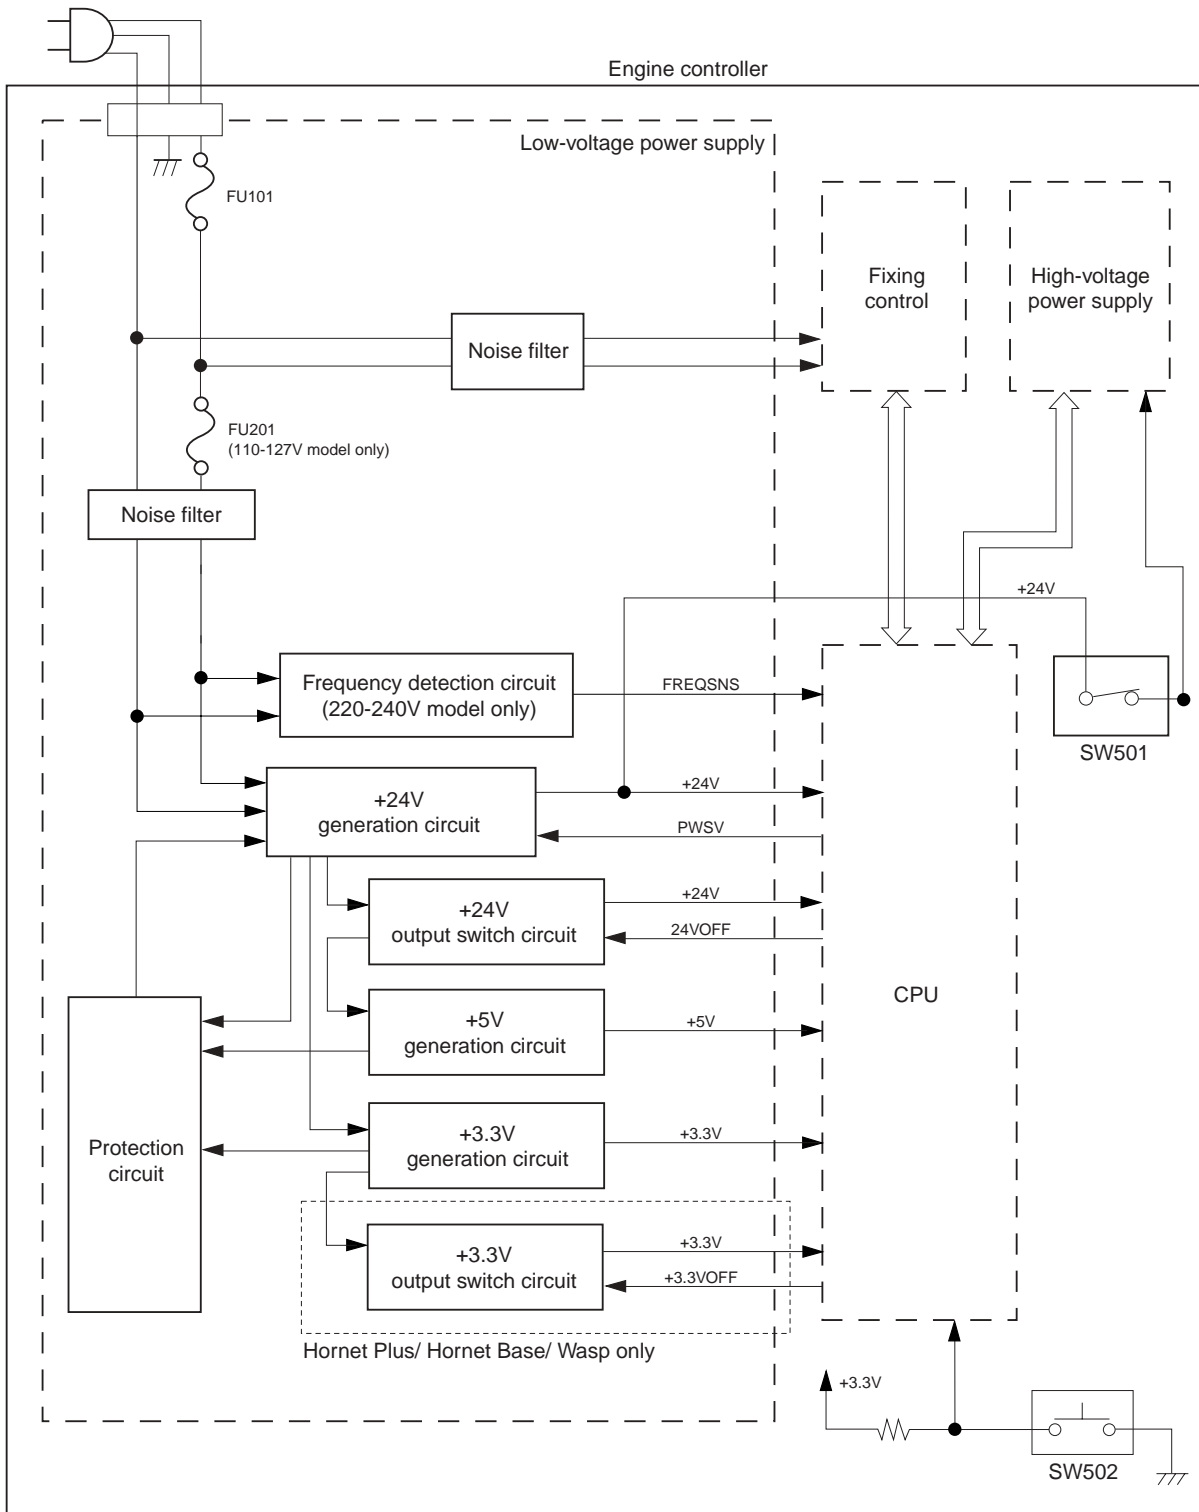 Engine controller
Low-voltage power supply
FU101
Fixing
control
High-voltage
power supply
Noise filter
FU201
(110-127V model only)
Noise filter
+24V
Frequency detection circuit
(220-240V model only)
FREQSNS
SW501
+24V
generation circuit
+24V
PWSV
+24V
output switch circuit
+24V
24VOFF
CPU
+5V
generation circuit
+5V
Protection
circuit
+3.3V
generation circuit
+3.3V
+3.3V
output switch circuit
+3.3V
+3.3VOFF
Hornet Plus/ Hornet Base/ Wasp only
+3.3V
SW502